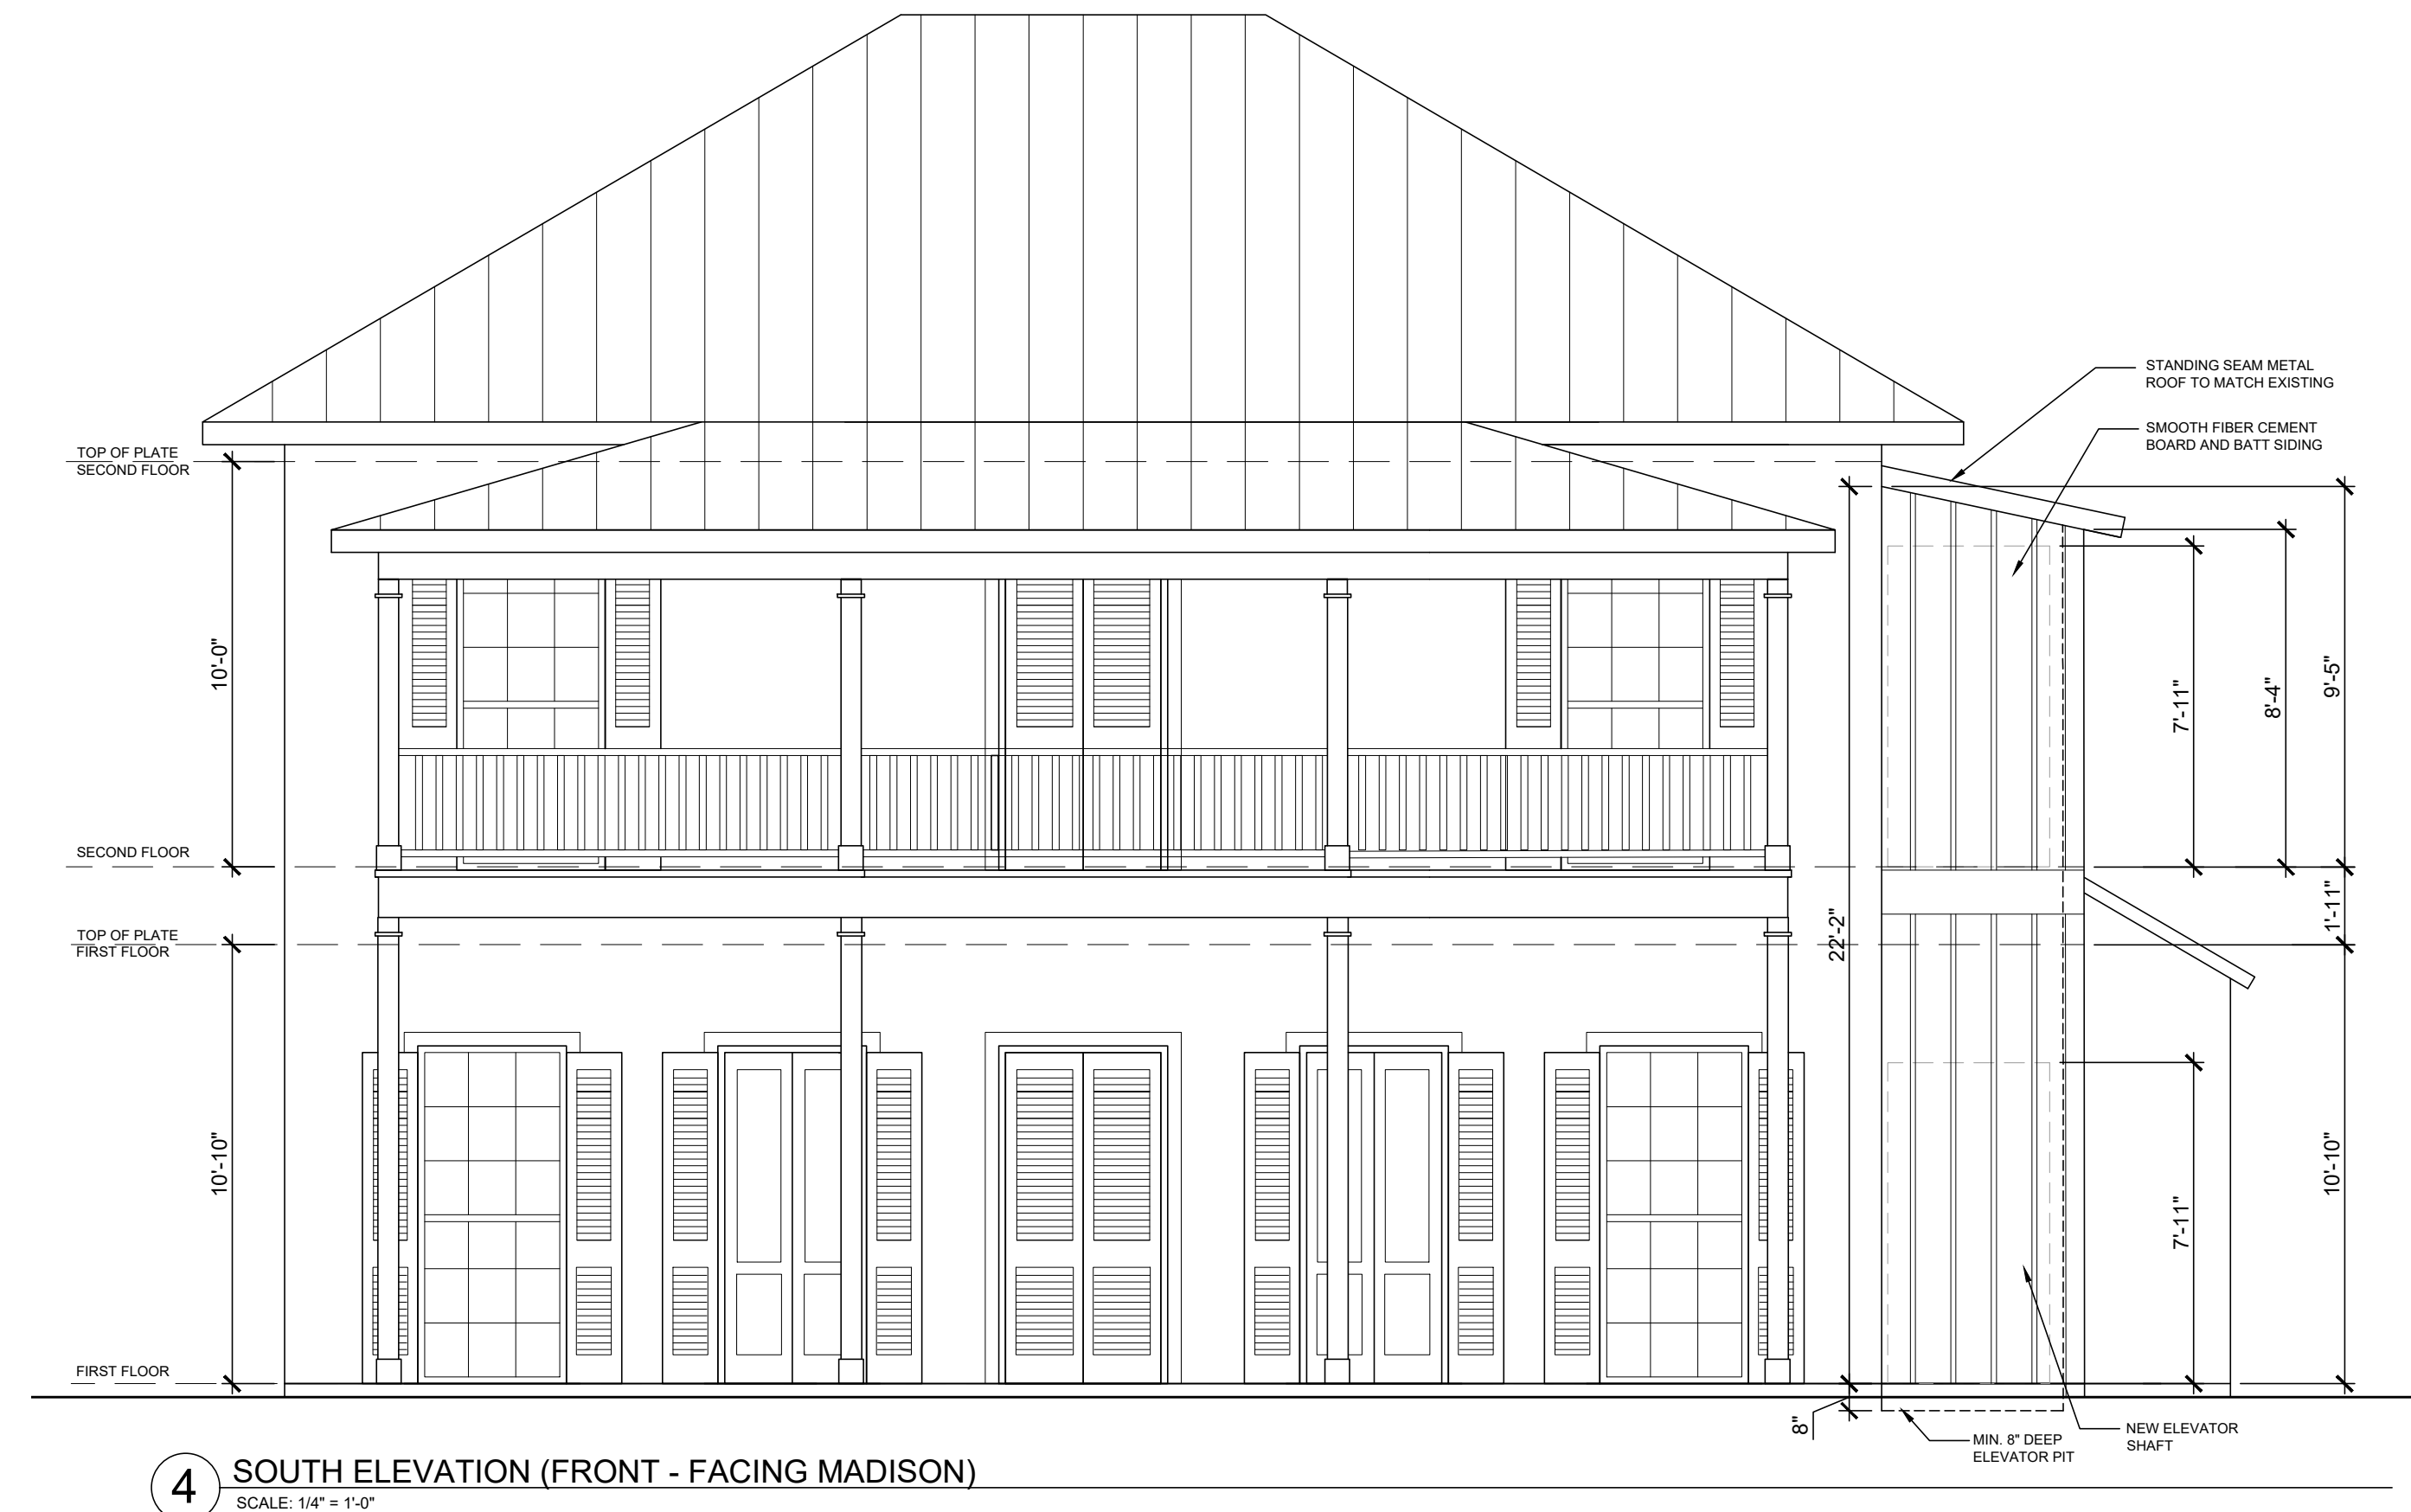 STANDING SEAM METAL
ROOF TO MATCH EXISTING
SMOOTH FIBER CEMENT
BOARD AND BATT SIDING
TOP OF PLATE
SECOND FLOOR
10'-0"
7'-11"
8'-4"
9'-5"
SECOND FLOOR
1'-11"
22'-2"
TOP OF PLATE
FIRST FLOOR
10'-10"
10'-10"
7'-11"
FIRST FLOOR
8"
MIN. 8" DEEP
ELEVATOR PIT
NEW ELEVATOR
SHAFT
4
SOUTH ELEVATION (FRONT - FACING MADISON)
SCALE: 1/4" = 1'-0"